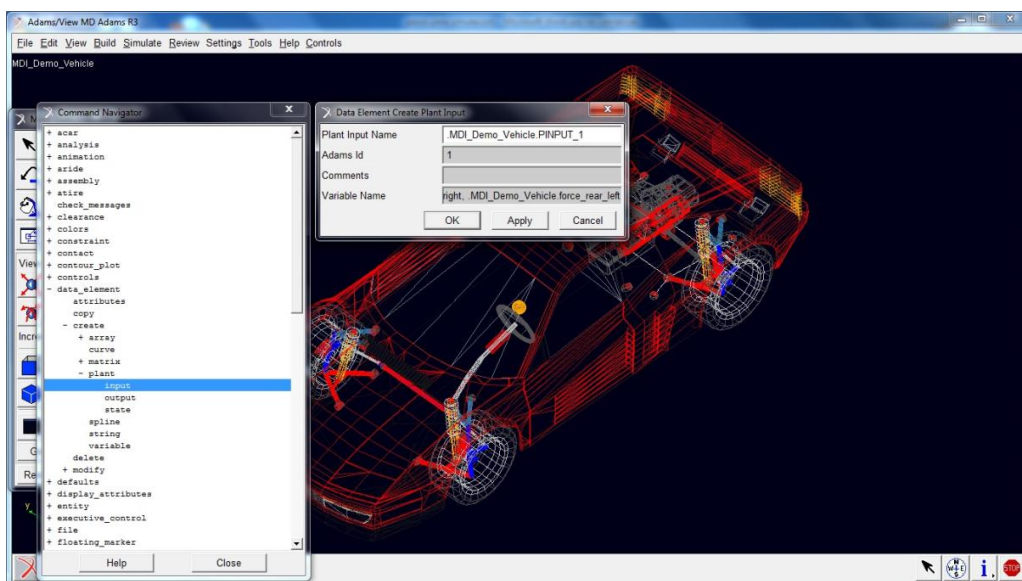 Adams/View MD Adams R3
File Edit View Build Simulate Review Settings Tools Help Controls
MDI_Demo_Vehicle
Command Navigator
+ acar
+ analysis
+ animation
+ aride
+ assembly
+ atire
check_messages
+ clearance
+ colors
+ constraint
+ contact
+ contour_plot
+ controls
- data_element
attributes
copy
- create
+ array
curve
+ matrix
- plant
input
output
state
spline
string
variable
delete
+ modify
+ defaults
+ display_attributes
+ entity
+ executive_control
+ file
+ floating_marker
Help Close
Data Element Create Plant Input
Plant Input Name .MDI_Demo_Vehicle.PINPUT_1
Adams Id 1
Comments
Variable Name right, .MDI_Demo_Vehicle.force_rear_left
OK Apply Cancel
M
View
Incre
G
Re
y
N
W E
S
i
STOP